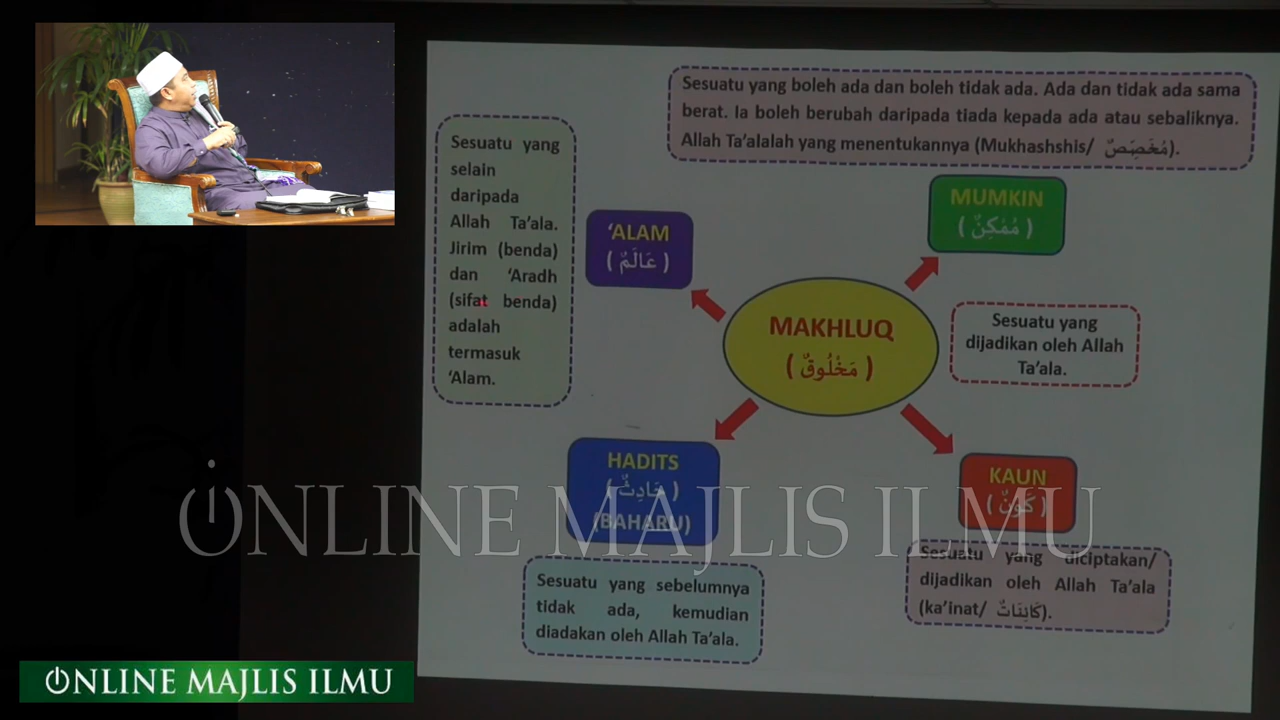 Sesuatu yang boleh ada dan boleh tidak ada. Ada dan tidak ada sama
berat. Ia boleh berubah daripada tiada kepada ada atau sebaliknya.
Allah Ta'alalah yang menentukannya (Mukhashshis/ مُخَصِّصٌ).
MUMKIN
( مُمْكِنٌ )
Sesuatu yang
selain
daripada
Allah Ta'ala.
Jirim (benda)
dan 'Aradh
(sifat benda)
adalah
termasuk
'Alam.
'ALAM
( عَالَمٌ )
MAKHLUQ
( مَخْلُوقٌ )
Sesuatu yang
dijadikan oleh Allah
Ta'ala.
HADITS
( حَادِثٌ )
(BAHARU)
Sesuatu yang sebelumnya
tidak ada, kemudian
diadakan oleh Allah Ta'ala.
KAUN
( كَوْنٌ )
Sesuatu yang diciptakan/
dijadikan oleh Allah Ta'ala
(ka'inat/ كَائِنَاتٌ).
ONLINE MAJLIS ILMU
ONLINE MAJLIS ILMU